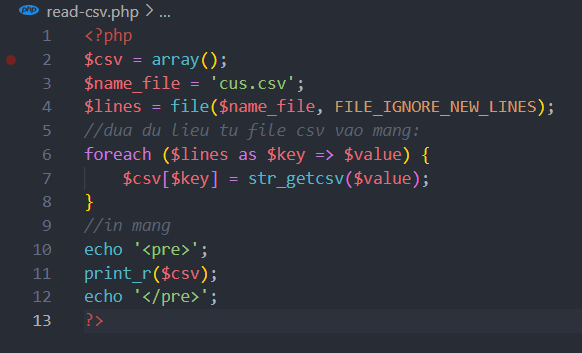 php read-csv.php > ...
1 <?php
2 $csv = array();
3 $name_file = 'cus.csv';
4 $lines = file($name_file, FILE_IGNORE_NEW_LINES);
5 //dua du lieu tu file csv vao mang:
6 foreach ($lines as $key => $value) {
7 $csv[$key] = str_getcsv($value);
8 }
9 //in mang
10 echo '<pre>';
11 print_r($csv);
12 echo '</pre>';
13 ?>